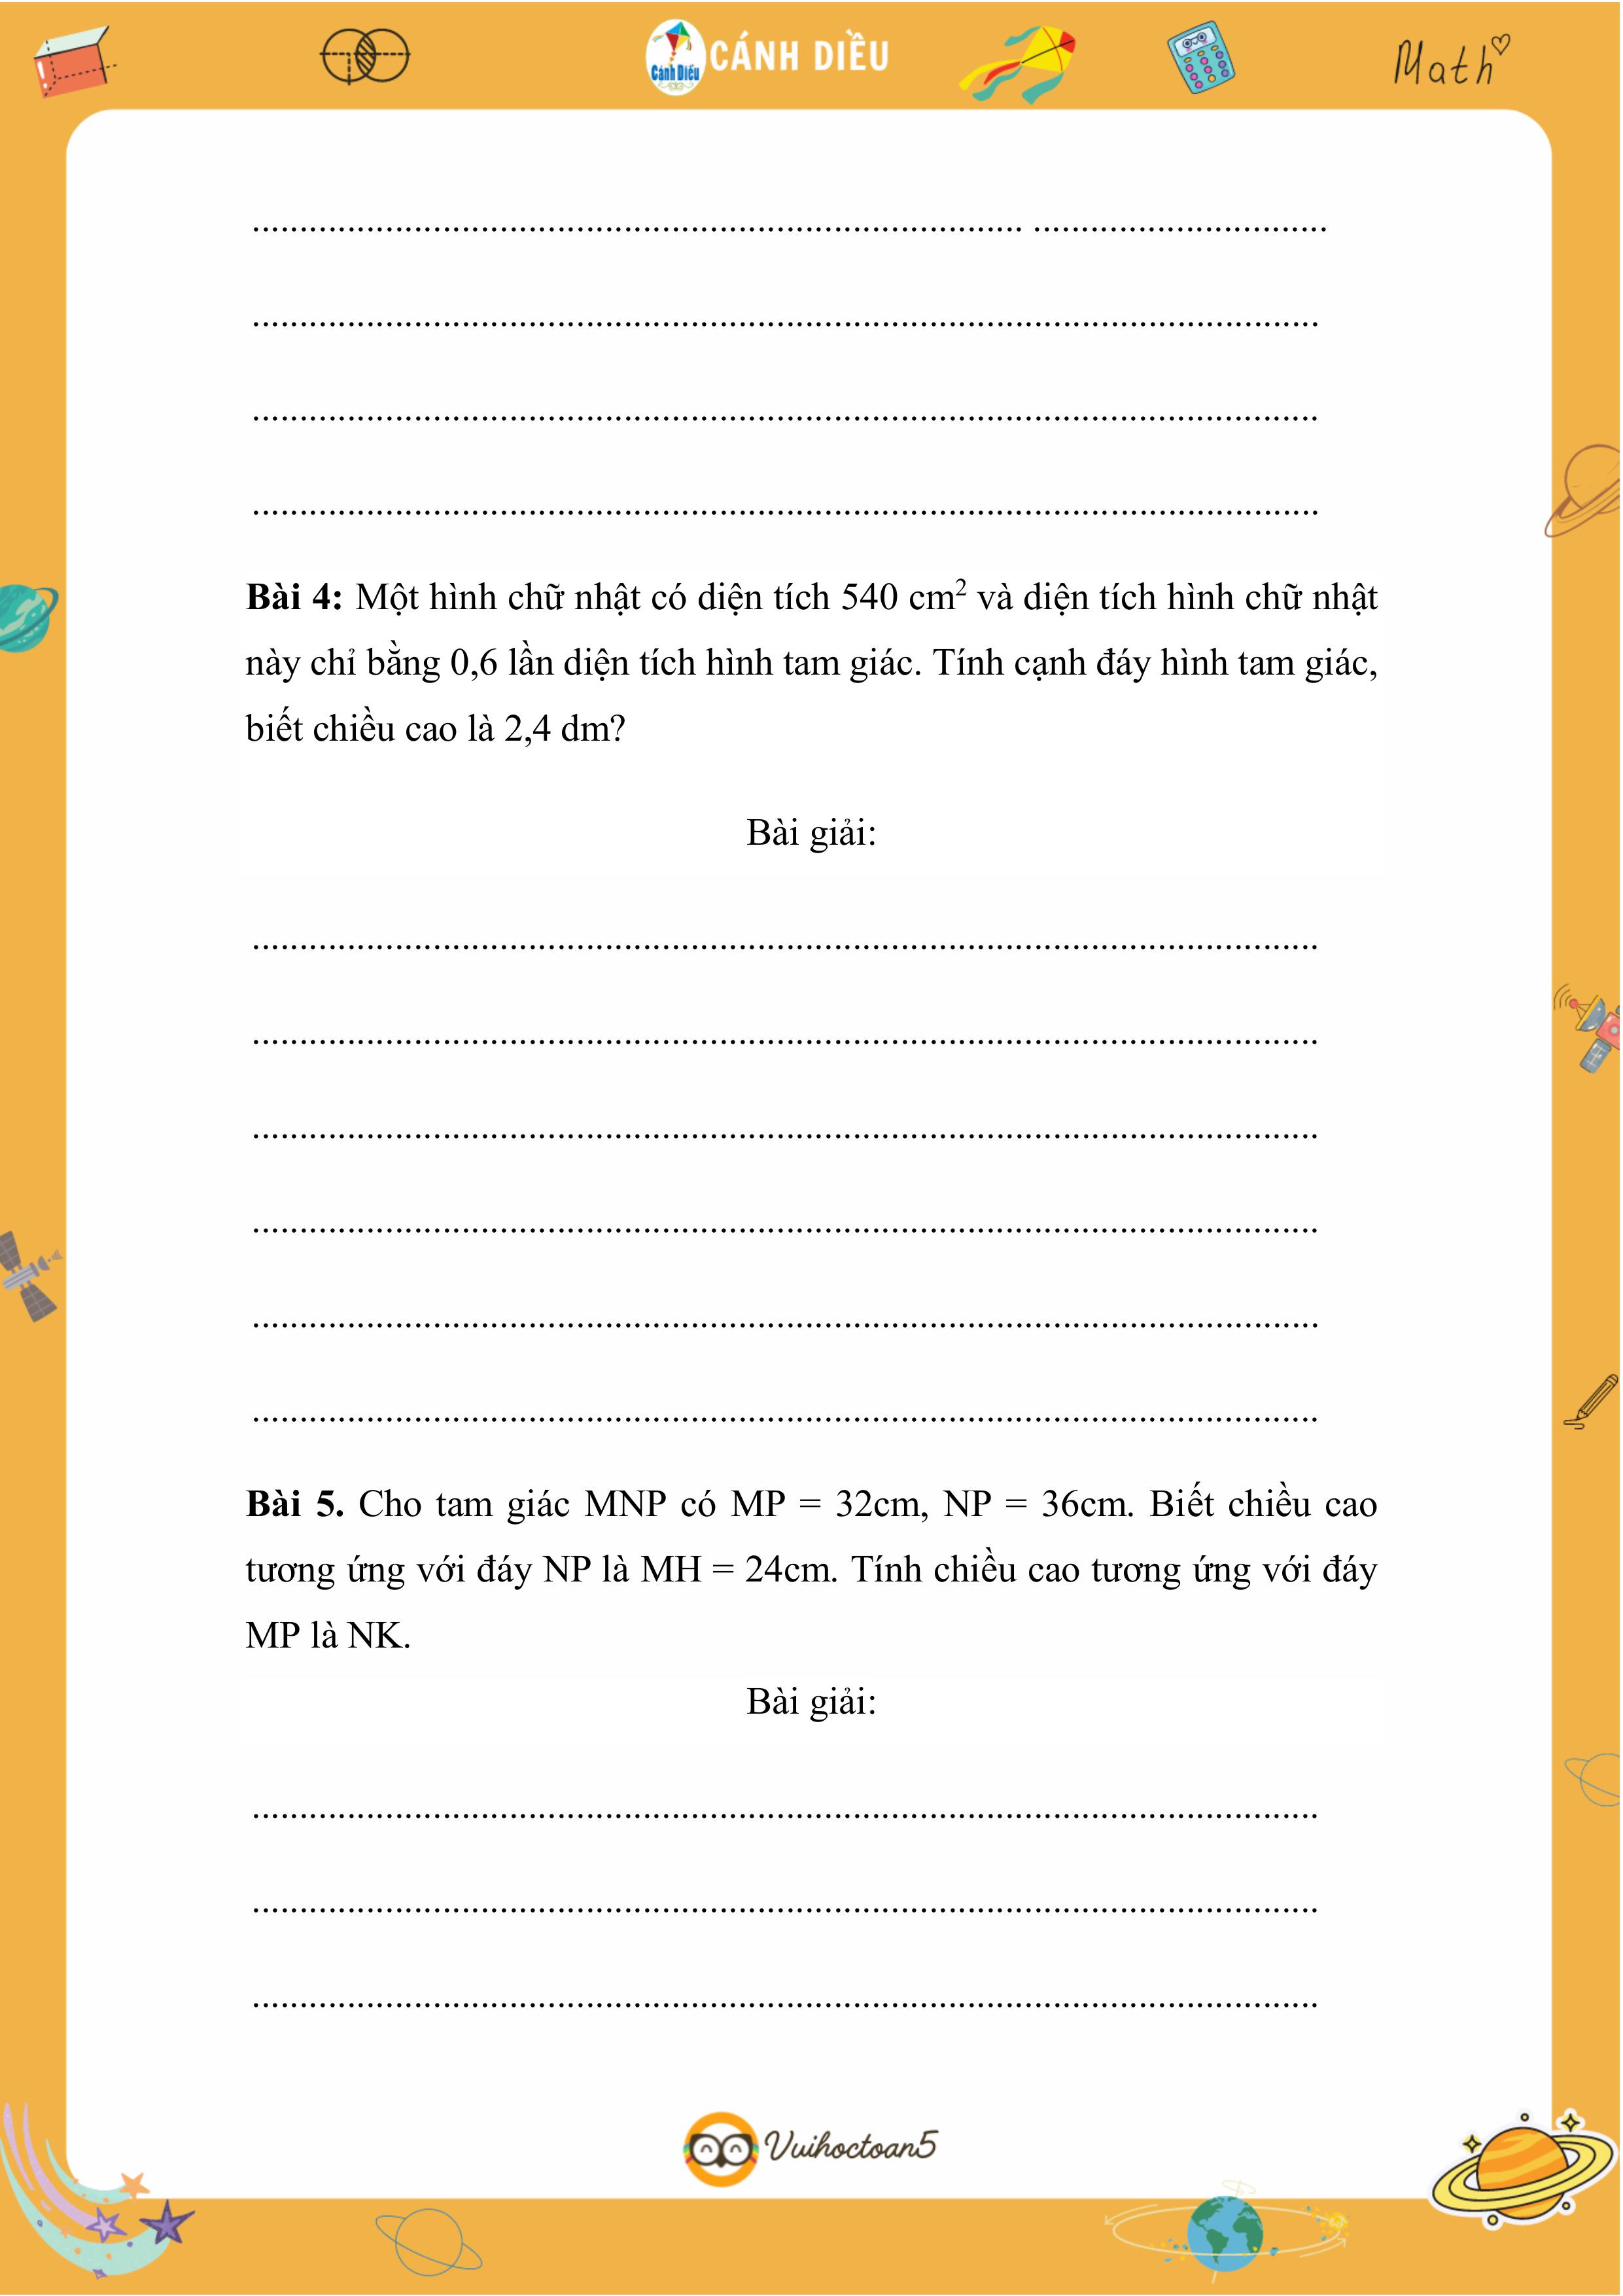 Cánh Diều CÁNH DIỀU
Math
.................................................................................. ...............................
.................................................................................................................
.................................................................................................................
.................................................................................................................
Bài 4: Một hình chữ nhật có diện tích 540 cm² và diện tích hình chữ nhật
này chỉ bằng 0,6 lần diện tích hình tam giác. Tính cạnh đáy hình tam giác,
biết chiều cao là 2,4 dm?
Bài giải:
.................................................................................................................
.................................................................................................................
.................................................................................................................
.................................................................................................................
.................................................................................................................
.................................................................................................................
Bài 5. Cho tam giác MNP có MP = 32cm, NP = 36cm. Biết chiều cao
tương ứng với đáy NP là MH = 24cm. Tính chiều cao tương ứng với đáy
MP là NK.
Bài giải:
.................................................................................................................
.................................................................................................................
.................................................................................................................
Vuihoctoan5